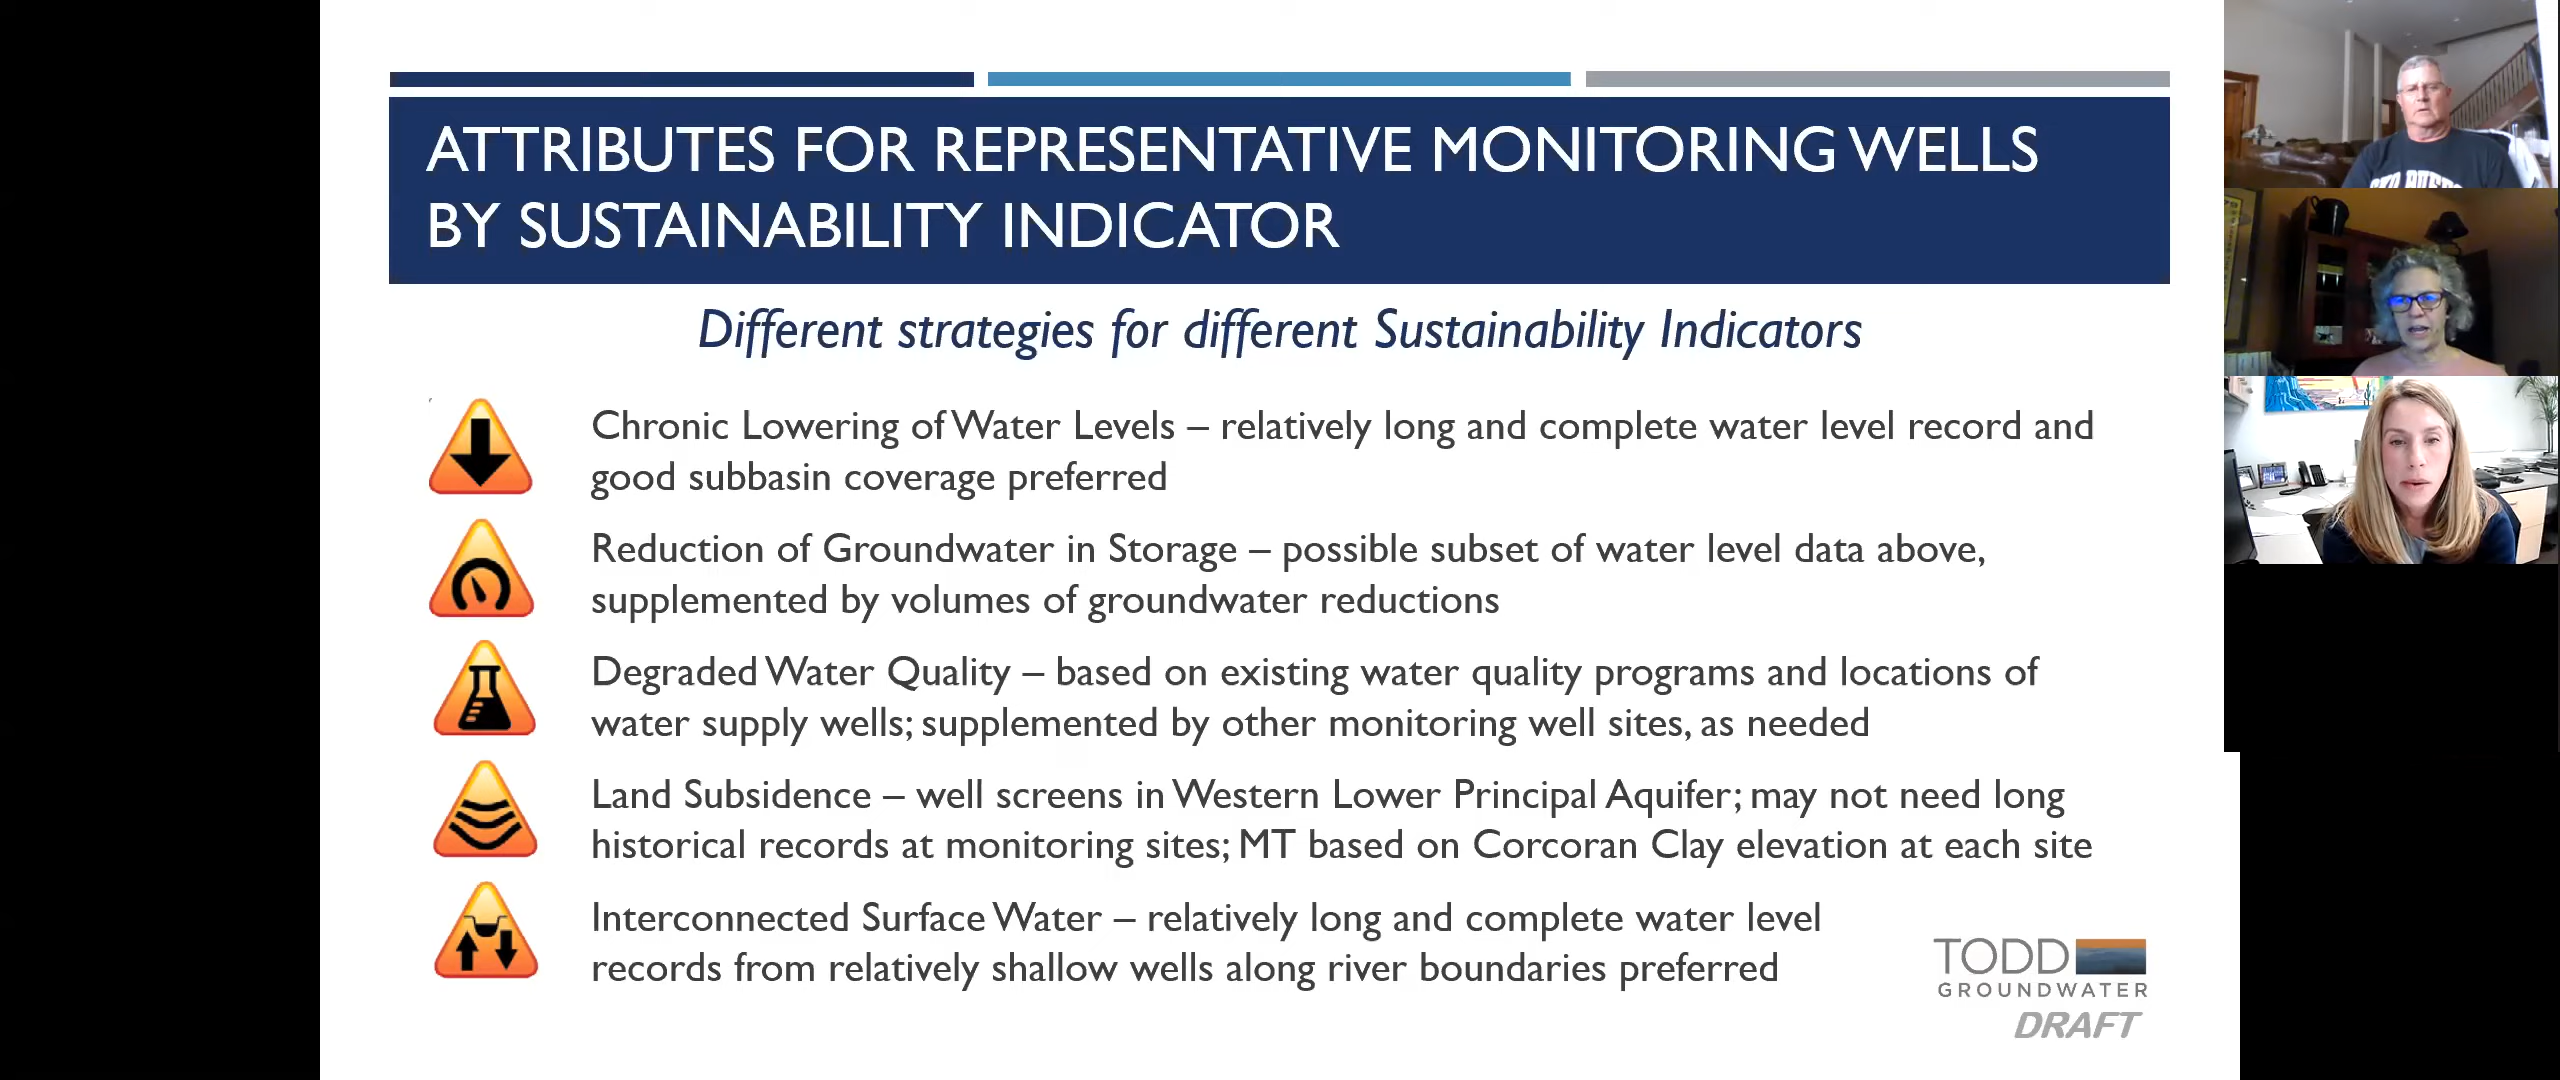 ATTRIBUTES FOR REPRESENTATIVE MONITORING WELLS
BY SUSTAINABILITY INDICATOR
Different strategies for different Sustainability Indicators
Chronic Lowering of Water Levels – relatively long and complete water level record and
good subbasin coverage preferred
Reduction of Groundwater in Storage – possible subset of water level data above,
supplemented by volumes of groundwater reductions
Degraded Water Quality – based on existing water quality programs and locations of
water supply wells; supplemented by other monitoring well sites, as needed
Land Subsidence – well screens in Western Lower Principal Aquifer; may not need long
historical records at monitoring sites; MT based on Corcoran Clay elevation at each site
Interconnected Surface Water – relatively long and complete water level
records from relatively shallow wells along river boundaries preferred
TODD
GROUNDWATER
DRAFT